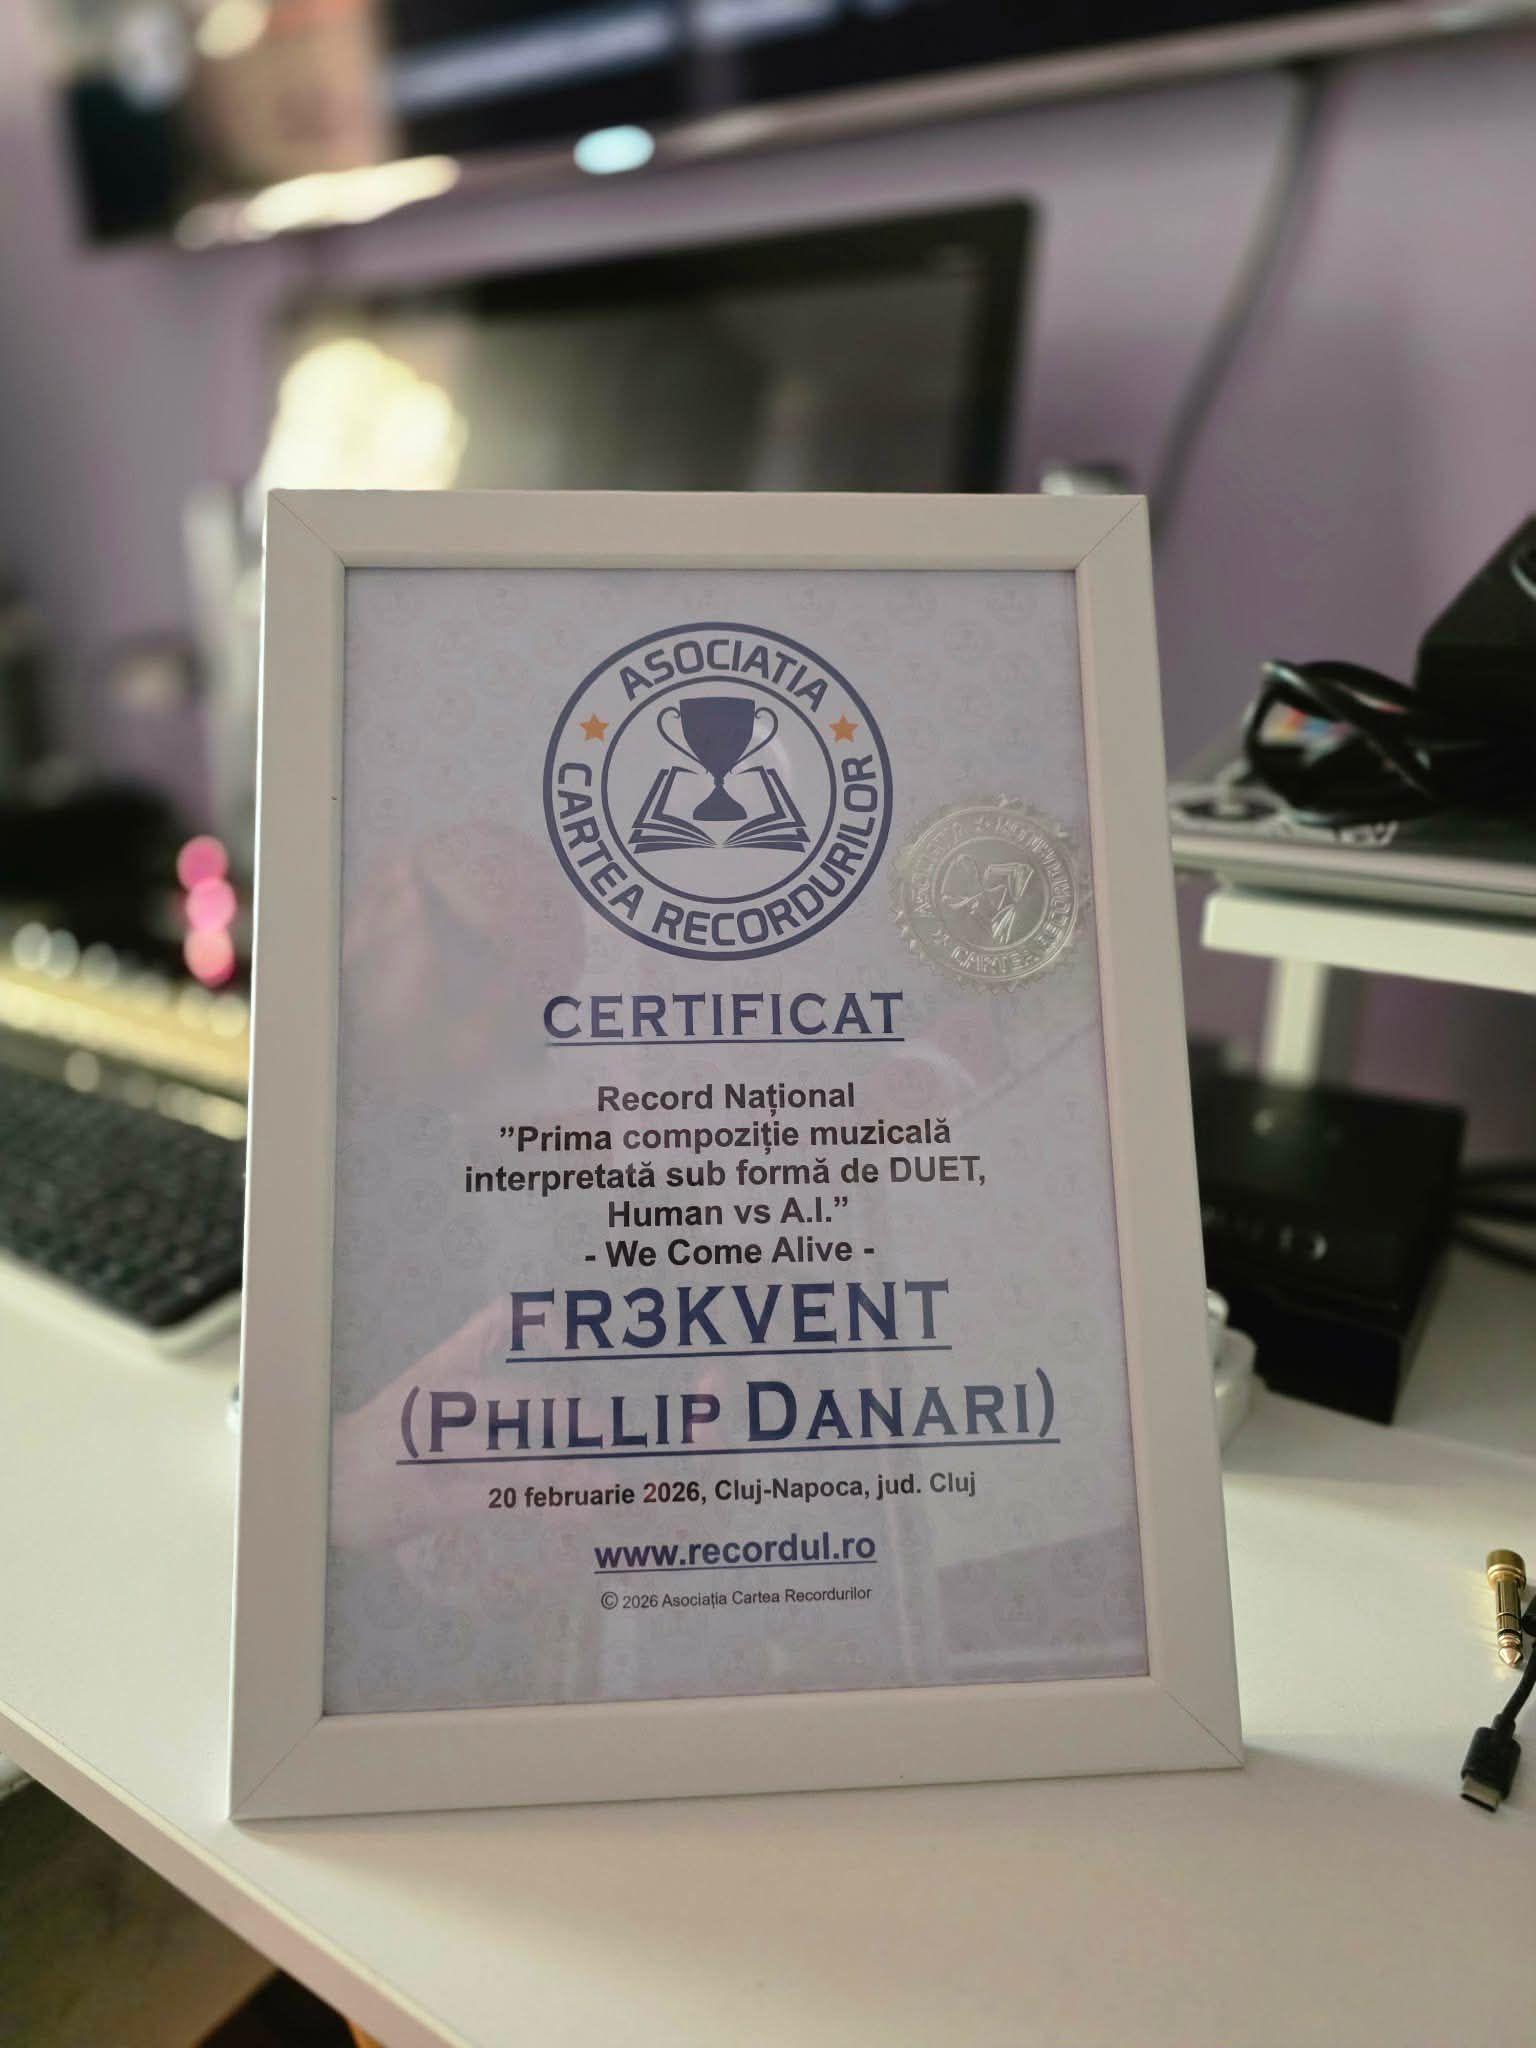 ASOCIATIA
CARTEA RECORDURILOR
CERTIFICAT
Record Național
”Prima compoziție muzicală
interpretată sub formă de DUET,
Human vs A.I.”
- We Come Alive -
FR3KVENT
(PHILLIP DANARI)
20 februarie 2026, Cluj-Napoca, jud. Cluj
www.recordul.ro
© 2026 Asociația Cartea Recordurilor